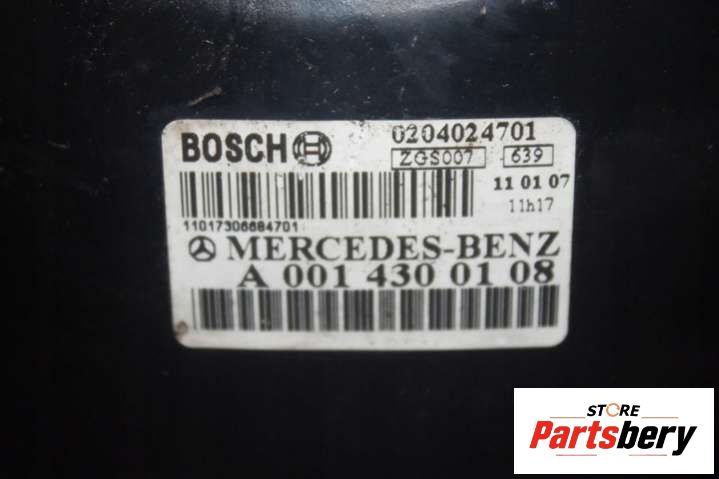 BOSCH 0204024701
ZGS007 639
11 01 07
11h17
11017306684701
MERCEDES-BENZ
A 001 430 01 08
STORE
Partsbery